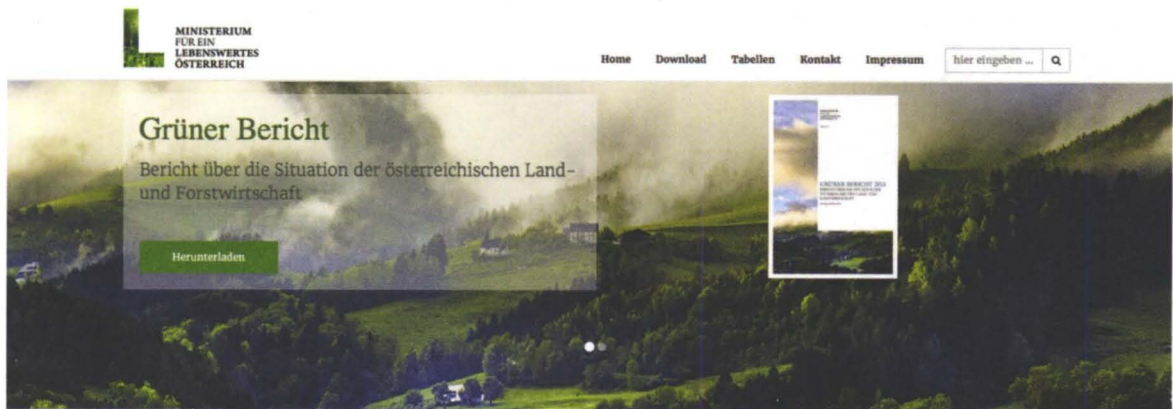 MINISTERIUM
FÜR EIN
LEBENSWERTES
ÖSTERREICH
Home Download Tabellen Kontakt Impressum hier eingeben ...
Grüner Bericht
Bericht über die Situation der österreichischen Land-
und Forstwirtschaft
Herunterladen
GRÜNER BERICHT